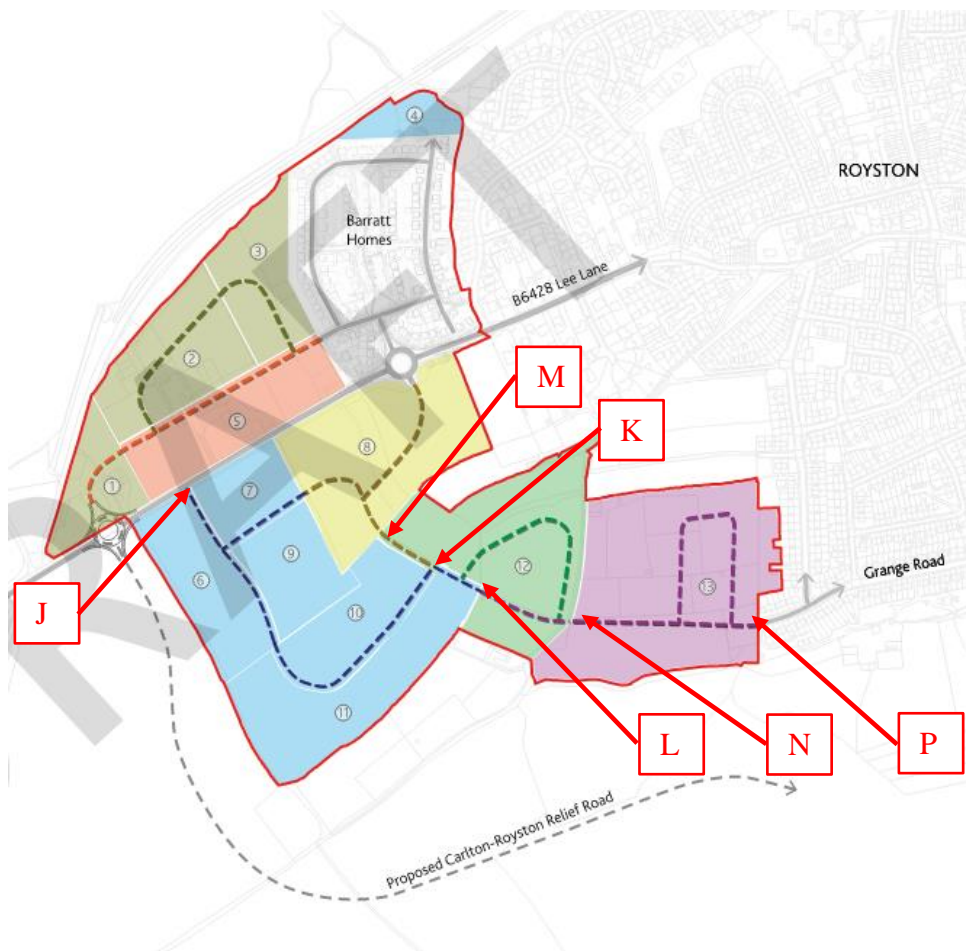 ④
ROYSTON
Barratt
Homes
③
B6428 Lee Lane
②
M
⑤
K
⑧
①
⑦
⑨
⑫
Grange Road
⑬
⑥
J
⑩
⑪
L
N
P
Proposed Carlton-Royston Relief Road